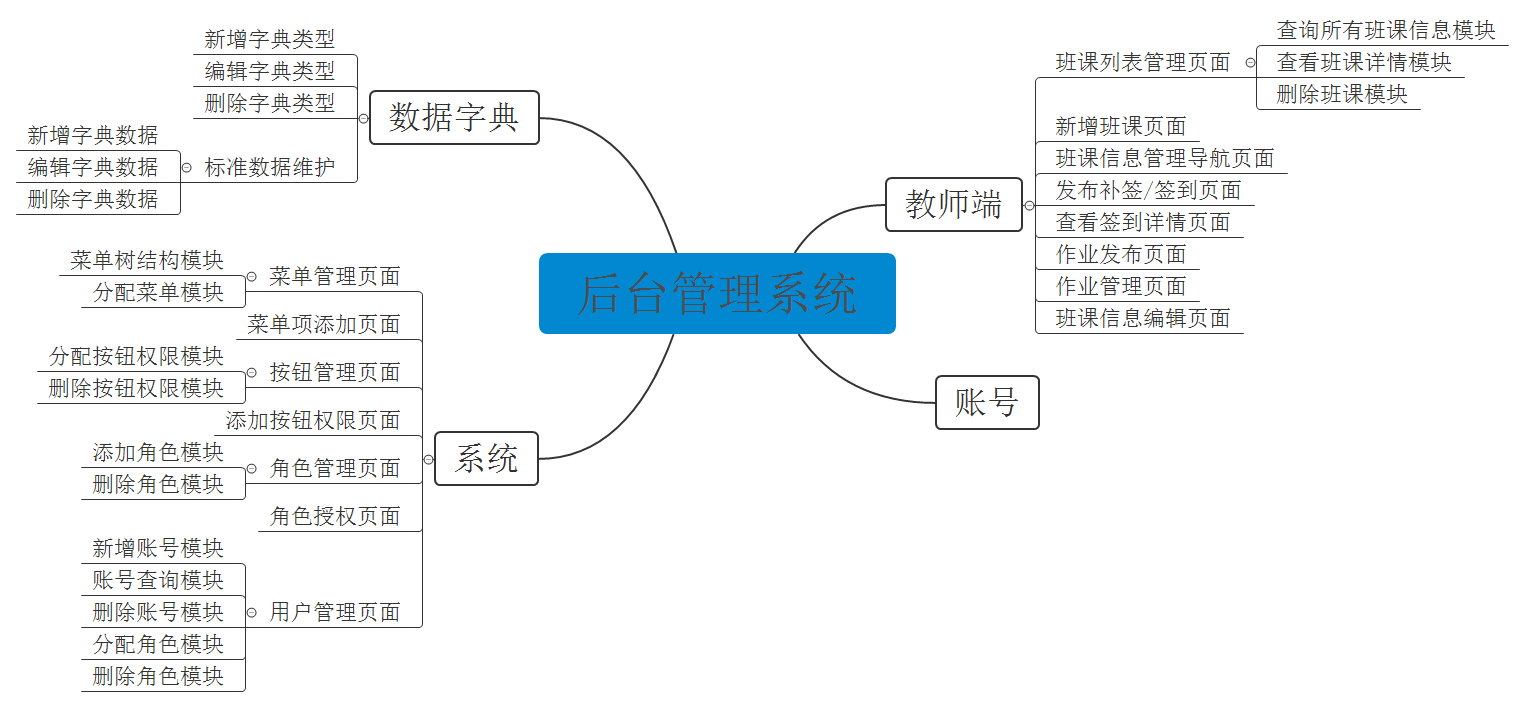 后台管理系统
教师端
班课列表管理页面
查询所有班课信息模块
查看班课详情模块
删除班课模块
新增班课页面
班课信息管理导航页面
发布补签/签到页面
查看签到详情页面
作业发布页面
作业管理页面
班课信息编辑页面
账号
数据字典
新增字典类型
编辑字典类型
删除字典类型
标准数据维护
新增字典数据
编辑字典数据
删除字典数据
系统
菜单管理页面
菜单树结构模块
分配菜单模块
菜单项添加页面
按钮管理页面
分配按钮权限模块
删除按钮权限模块
添加按钮权限页面
角色管理页面
添加角色模块
删除角色模块
角色授权页面
用户管理页面
新增账号模块
账号查询模块
删除账号模块
分配角色模块
删除角色模块